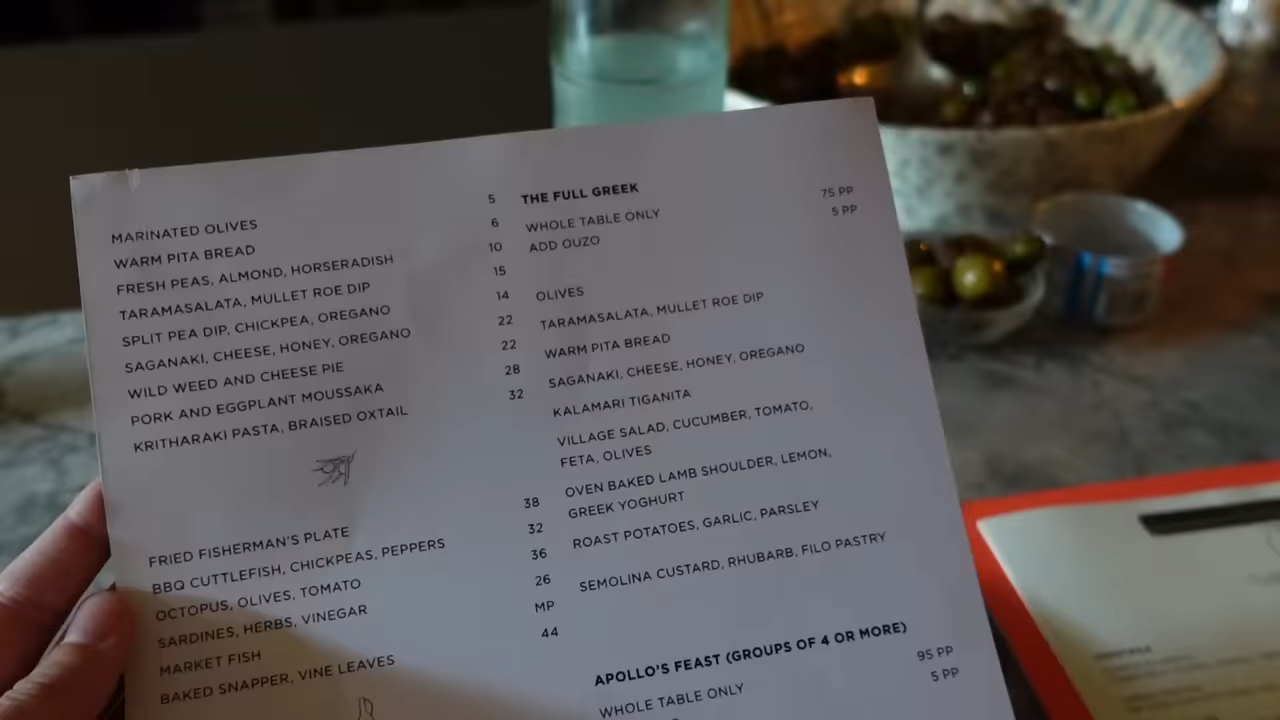 MARINATED OLIVES 5
WARM PITA BREAD 6
FRESH PEAS, ALMOND, HORSERADISH 10
TARAMASALATA, MULLET ROE DIP 15
SPLIT PEA DIP, CHICKPEA, OREGANO 14
SAGANAKI, CHEESE, HONEY, OREGANO 22
WILD WEED AND CHEESE PIE 22
PORK AND EGGPLANT MOUSSAKA 28
KRITHARAKI PASTA, BRAISED OXTAIL 32
FRIED FISHERMAN'S PLATE 38
BBQ CUTTLEFISH, CHICKPEAS, PEPPERS 32
OCTOPUS, OLIVES, TOMATO 36
SARDINES, HERBS, VINEGAR 26
MARKET FISH MP
BAKED SNAPPER, VINE LEAVES 44
THE FULL GREEK
WHOLE TABLE ONLY 75 PP
ADD OUZO 5 PP
OLIVES
TARAMASALATA, MULLET ROE DIP
WARM PITA BREAD
SAGANAKI, CHEESE, HONEY, OREGANO
KALAMARI TIGANITA
VILLAGE SALAD, CUCUMBER, TOMATO,
FETA, OLIVES
OVEN BAKED LAMB SHOULDER, LEMON,
GREEK YOGHURT
ROAST POTATOES, GARLIC, PARSLEY
SEMOLINA CUSTARD, RHUBARB, FILO PASTRY
APOLLO'S FEAST (GROUPS OF 4 OR MORE)
WHOLE TABLE ONLY 95 PP
5 PP